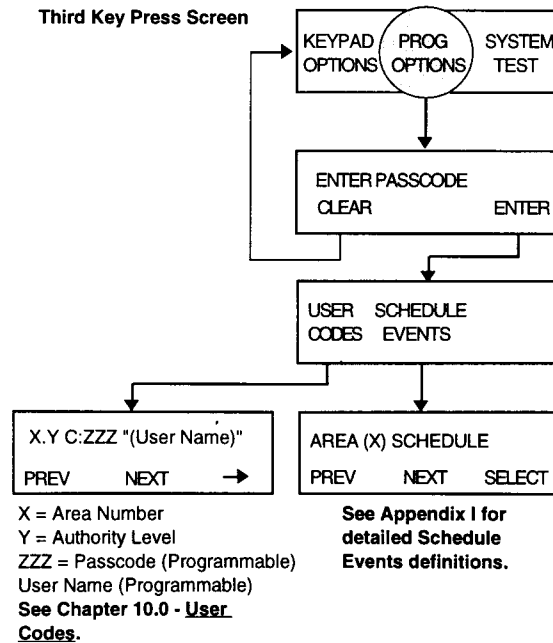 Third Key Press Screen
KEYPAD PROG SYSTEM
OPTIONS OPTIONS TEST
ENTER PASSCODE
CLEAR ENTER
USER SCHEDULE
CODES EVENTS
X.Y C:ZZZ "(User Name)"
PREV NEXT →
AREA (X) SCHEDULE
PREV NEXT SELECT
X = Area Number
Y = Authority Level
ZZZ = Passcode (Programmable)
User Name (Programmable)
See Chapter 10.0 - User
Codes.
See Appendix I for
detailed Schedule
Events definitions.